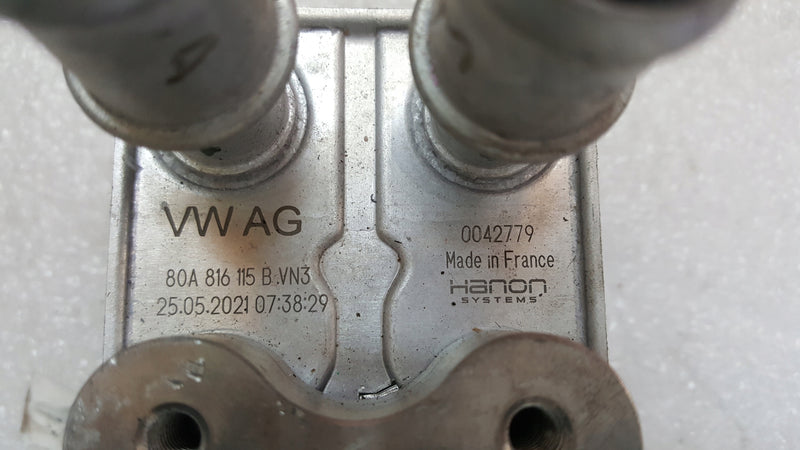 VW AG
80A 816 115 B VN3
25.05.2021 07:38:29
0042779
Made in France
Hanon
SYSTEMS